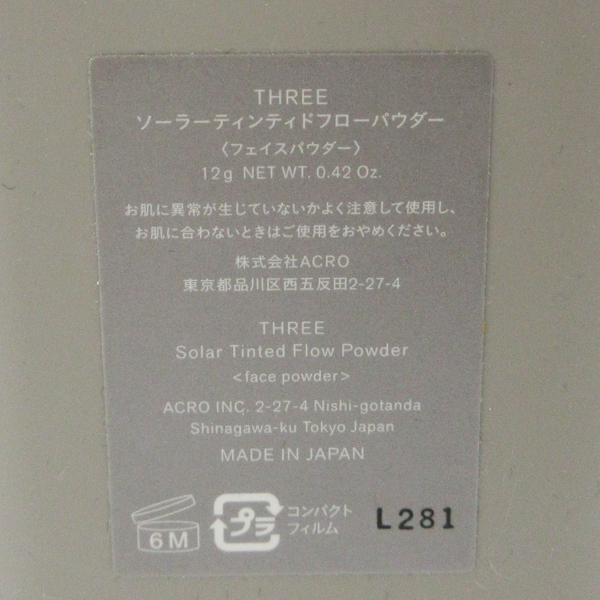 THREE
ソーラーティンティドフローパウダー
〈フェイスパウダー〉
12g NET WT. 0.42 Oz.
お肌に異常が生じていないかよく注意して使用し、
お肌に合わないときはご使用をおやめください。
株式会社ACRO
東京都品川区西五反田2-27-4
THREE
Solar Tinted Flow Powder
<face powder>
ACRO INC. 2-27-4 Nishi-gotanda
Shinagawa-ku Tokyo Japan
MADE IN JAPAN
6M
プラ
コンパクト
フィルム
L281